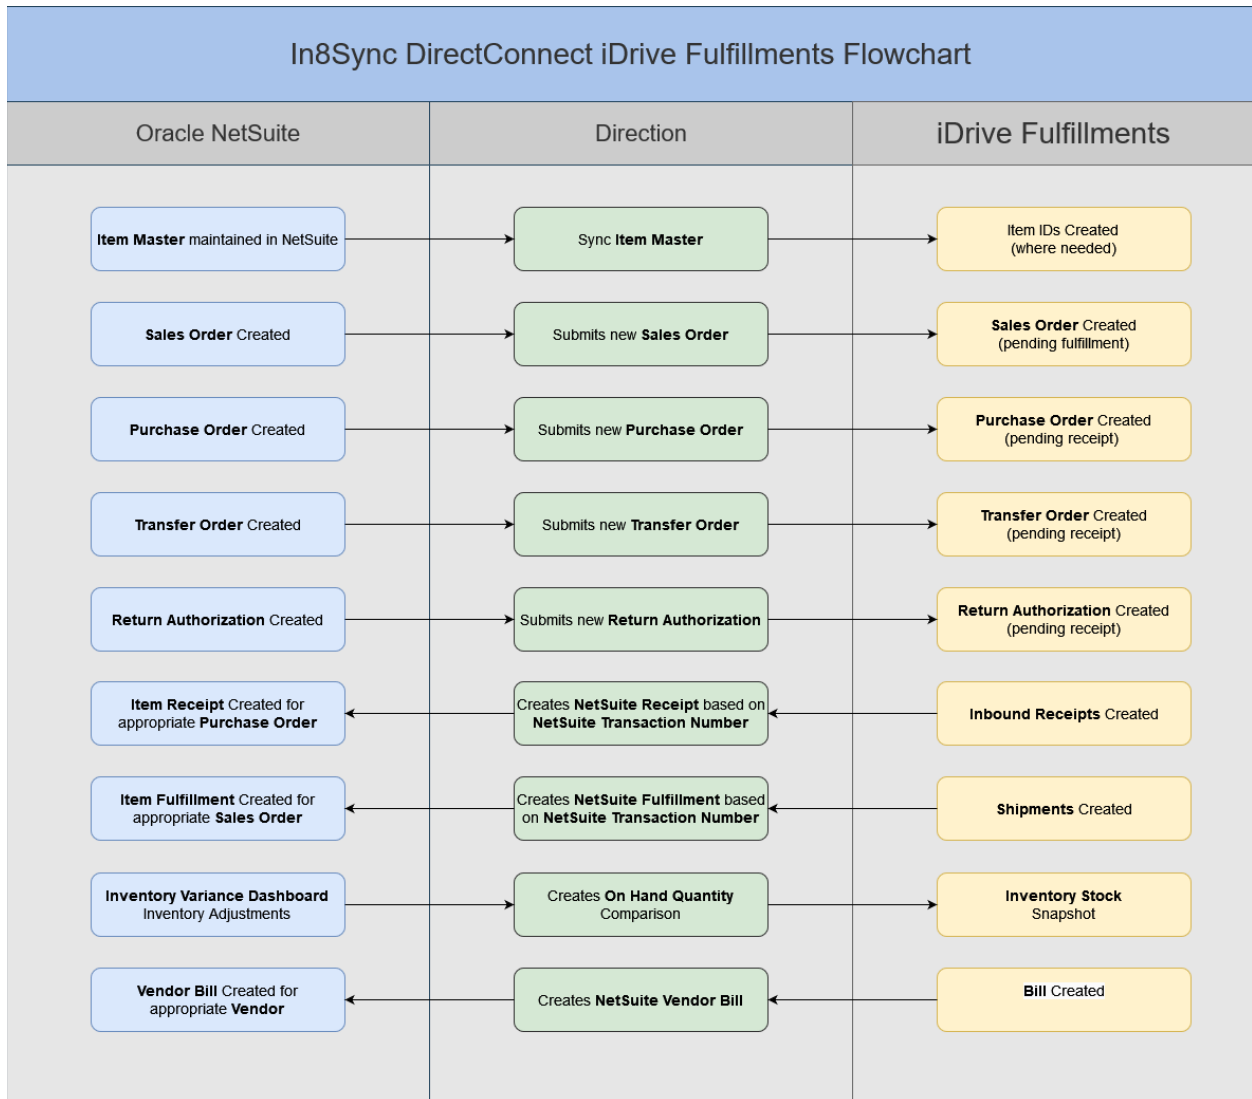 In8Sync DirectConnect iDrive Fulfillments Flowchart
Oracle NetSuite
Direction
iDrive Fulfillments
Item Master maintained in NetSuite
Sync Item Master
Item IDs Created
(where needed)
Sales Order Created
Submits new Sales Order
Sales Order Created
(pending fulfillment)
Purchase Order Created
Submits new Purchase Order
Purchase Order Created
(pending receipt)
Transfer Order Created
Submits new Transfer Order
Transfer Order Created
(pending receipt)
Return Authorization Created
Submits new Return Authorization
Return Authorization Created
(pending receipt)
Item Receipt Created for
appropriate Purchase Order
Creates NetSuite Receipt based on
NetSuite Transaction Number
Inbound Receipts Created
Item Fulfillment Created for
appropriate Sales Order
Creates NetSuite Fulfillment based
on NetSuite Transaction Number
Shipments Created
Inventory Variance Dashboard
Inventory Adjustments
Creates On Hand Quantity
Comparison
Inventory Stock
Snapshot
Vendor Bill Created for
appropriate Vendor
Creates NetSuite Vendor Bill
Bill Created